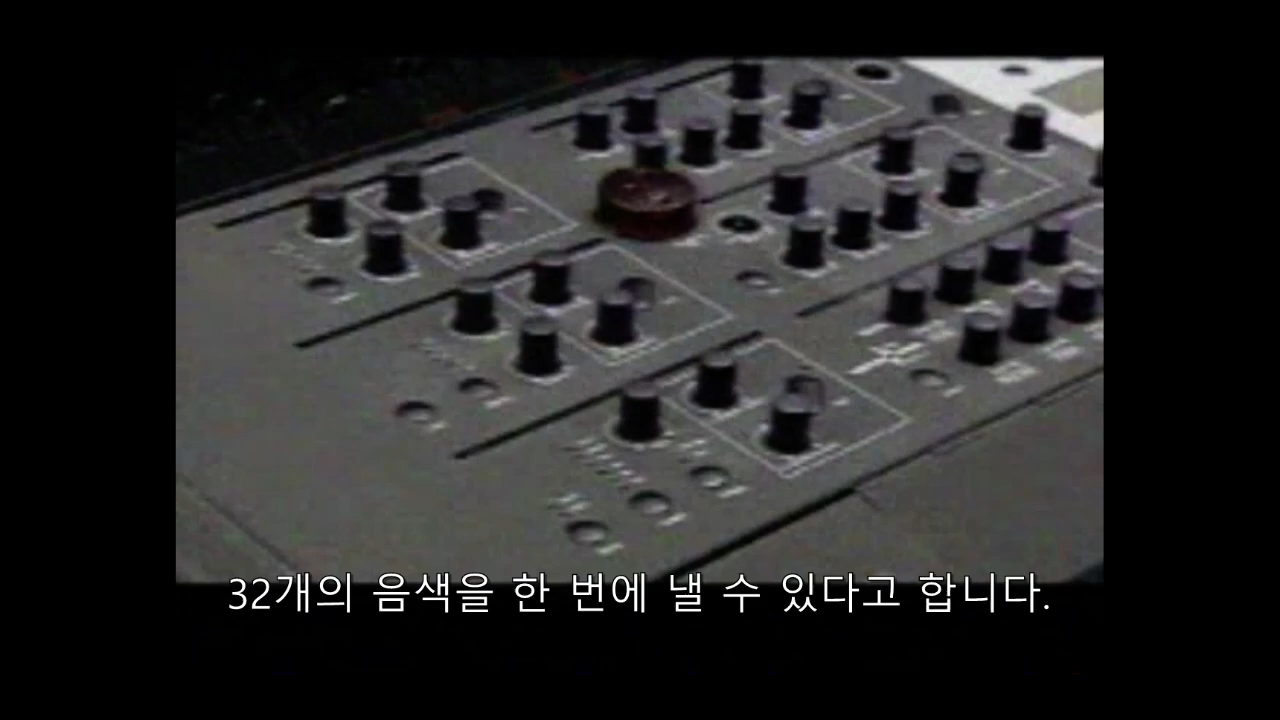 32개의 음색을 한 번에 낼 수 있다고 합니다.